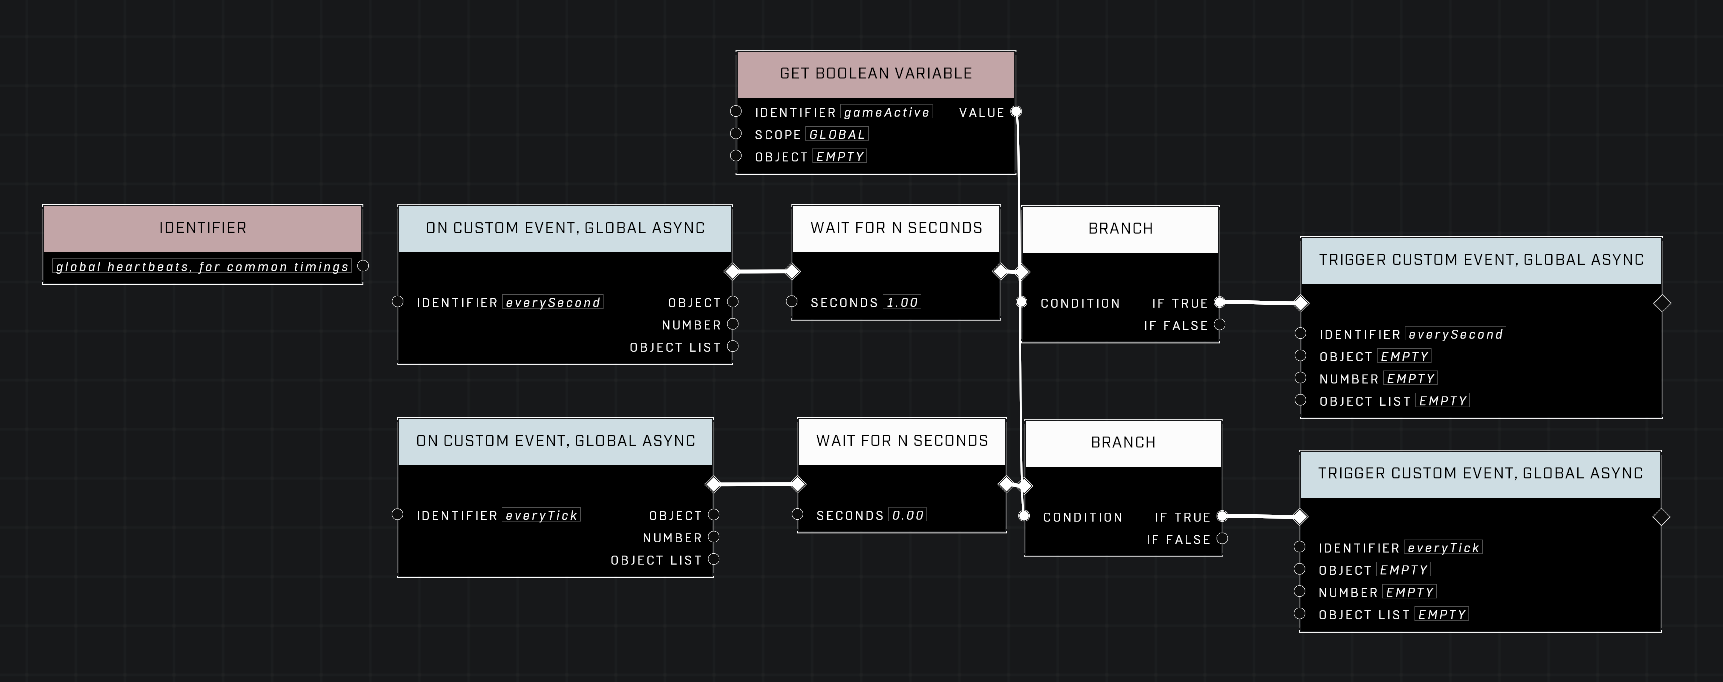 GET BOOLEAN VARIABLE
IDENTIFIER gameActive VALUE
SCOPE GLOBAL
OBJECT EMPTY
IDENTIFIER
global heartbeats, for common timings
ON CUSTOM EVENT, GLOBAL ASYNC
IDENTIFIER everySecond OBJECT
NUMBER
OBJECT LIST
WAIT FOR N SECONDS
SECONDS 1.00
BRANCH
CONDITION IF TRUE
IF FALSE
TRIGGER CUSTOM EVENT, GLOBAL ASYNC
IDENTIFIER everySecond
OBJECT EMPTY
NUMBER EMPTY
OBJECT LIST EMPTY
ON CUSTOM EVENT, GLOBAL ASYNC
IDENTIFIER everyTick OBJECT
NUMBER
OBJECT LIST
WAIT FOR N SECONDS
SECONDS 0.00
BRANCH
CONDITION IF TRUE
IF FALSE
TRIGGER CUSTOM EVENT, GLOBAL ASYNC
IDENTIFIER everyTick
OBJECT EMPTY
NUMBER EMPTY
OBJECT LIST EMPTY